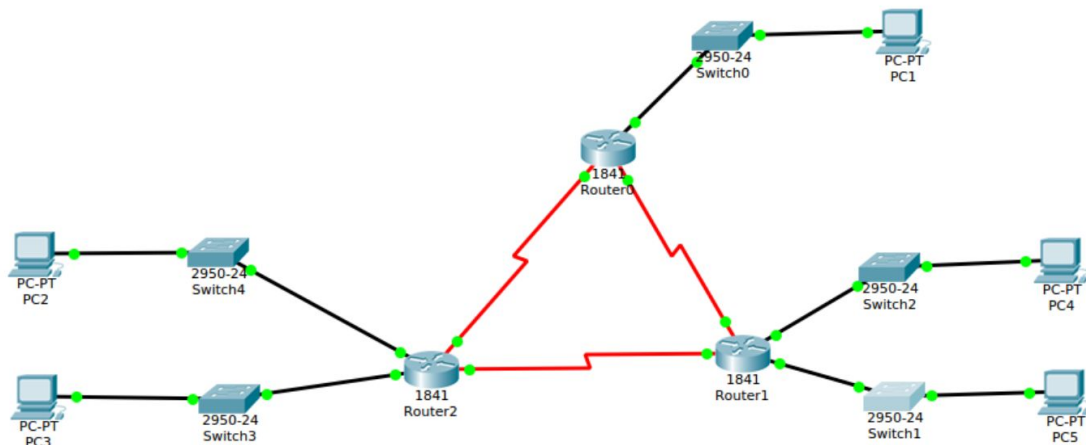 2950-24
Switch0
PC-PT
PC1
1841
Router0
PC-PT
PC2
2950-24
Switch4
2950-24
Switch2
PC-PT
PC4
1841
Router2
1841
Router1
PC-PT
PC3
2950-24
Switch3
2950-24
Switch1
PC-PT
PC5